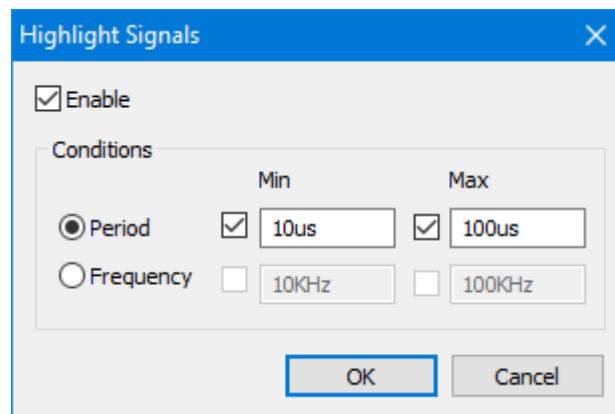 Highlight Signals
Enable
Conditions
Min Max
Period 10us 100us
Frequency 10KHz 100KHz
OK Cancel